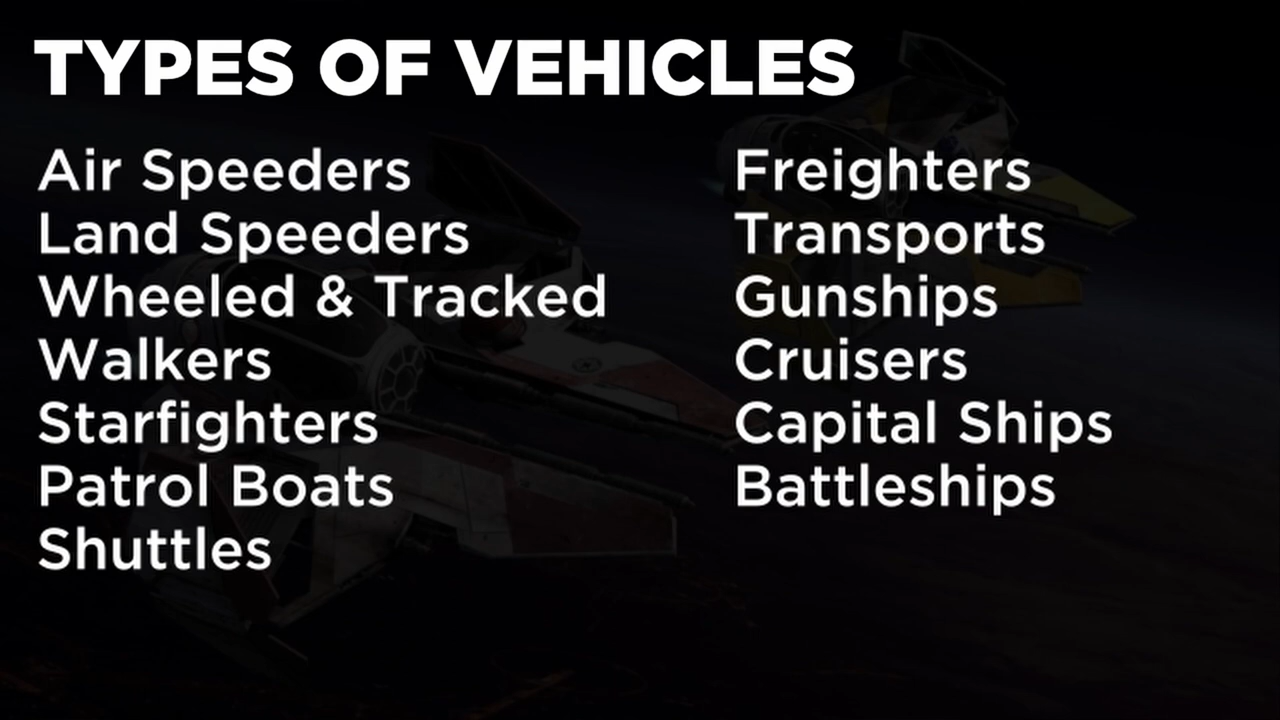 TYPES OF VEHICLES
Air Speeders
Land Speeders
Wheeled & Tracked
Walkers
Starfighters
Patrol Boats
Shuttles
Freighters
Transports
Gunships
Cruisers
Capital Ships
Battleships